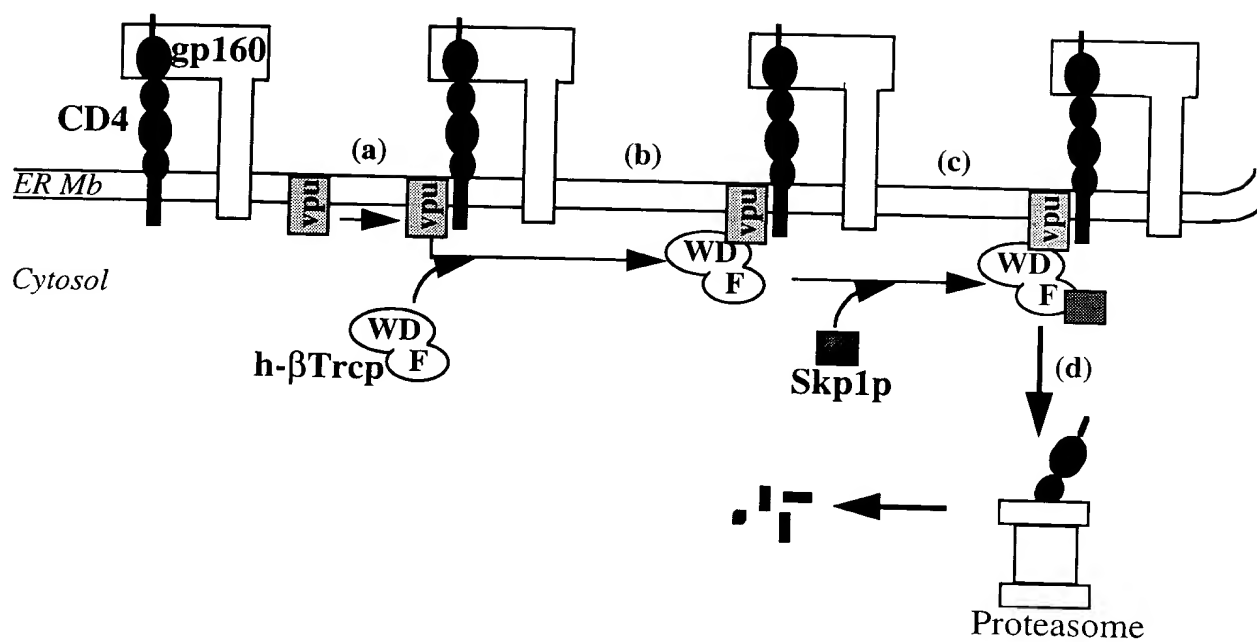 gp160
CD4
(a)
(b)
(c)
ER Mb
vpu
vpu
vpu
vpu
Cytosol
WD
F
WD
F
WD
F
h-βTrcp
Skp1p
(d)
Proteasome